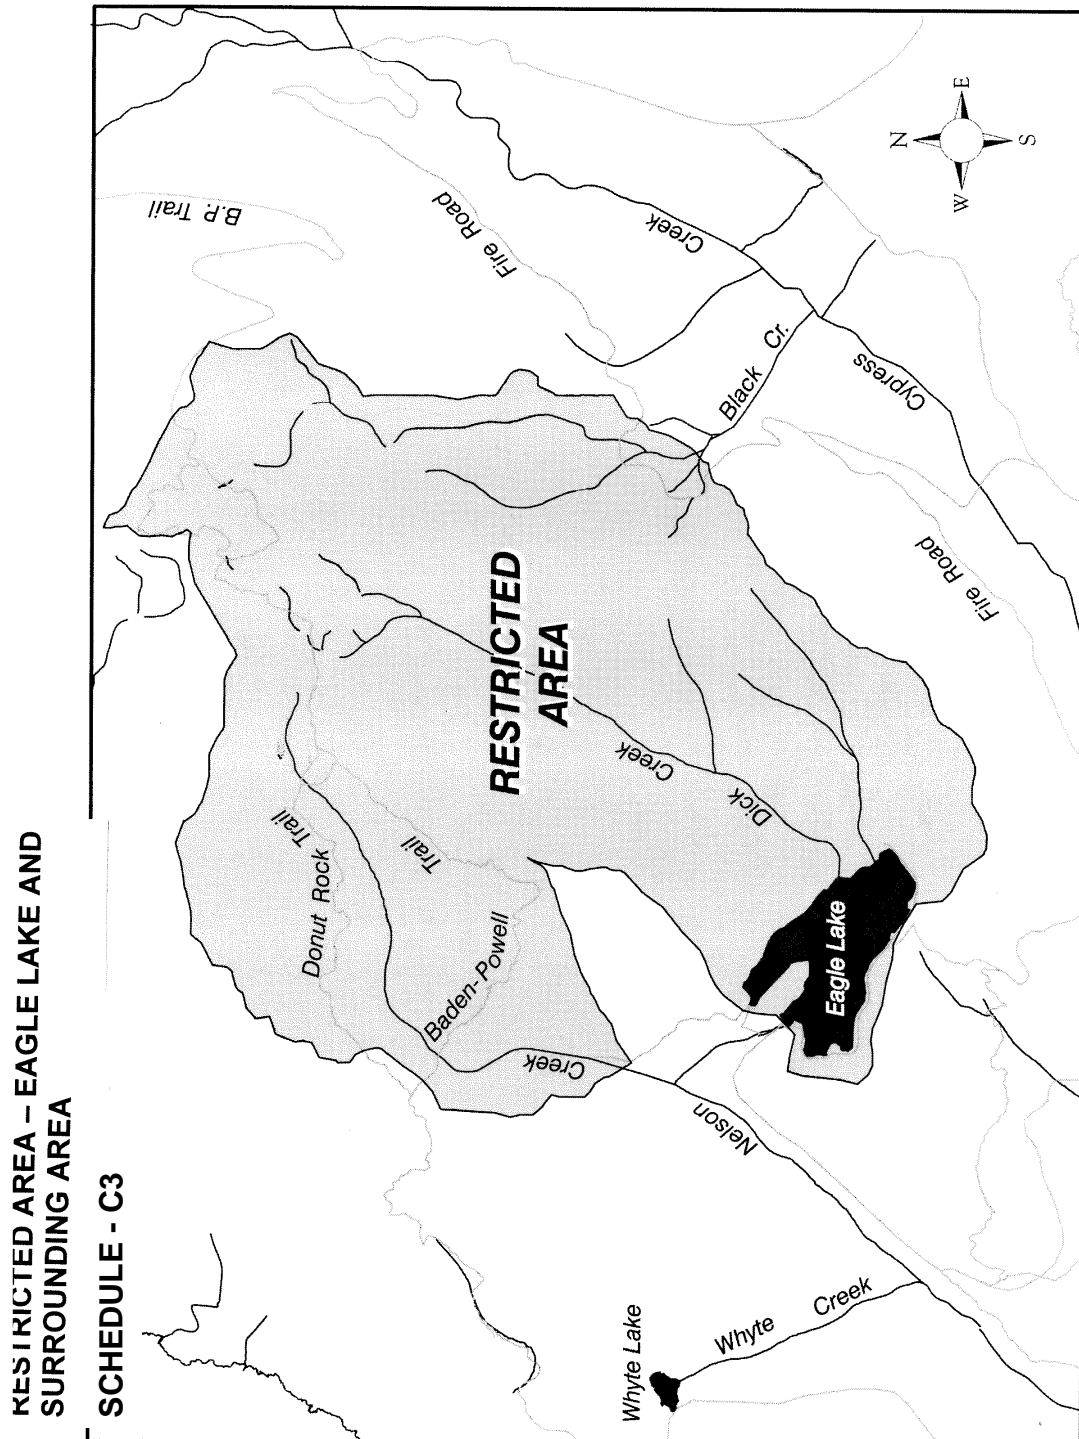 RESTRICTED AREA – EAGLE LAKE AND
SURROUNDING AREA
SCHEDULE - C3
B.P. Trail
Fire Road
Creek
Black Cr.
Cypress
N
W E
S
Fire Road
RESTRICTED
AREA
Creek
Dick
Donut Rock Trail
Trail
Baden-Powell
Creek
Nelson
Eagle Lake
Whyte Lake
Whyte Creek